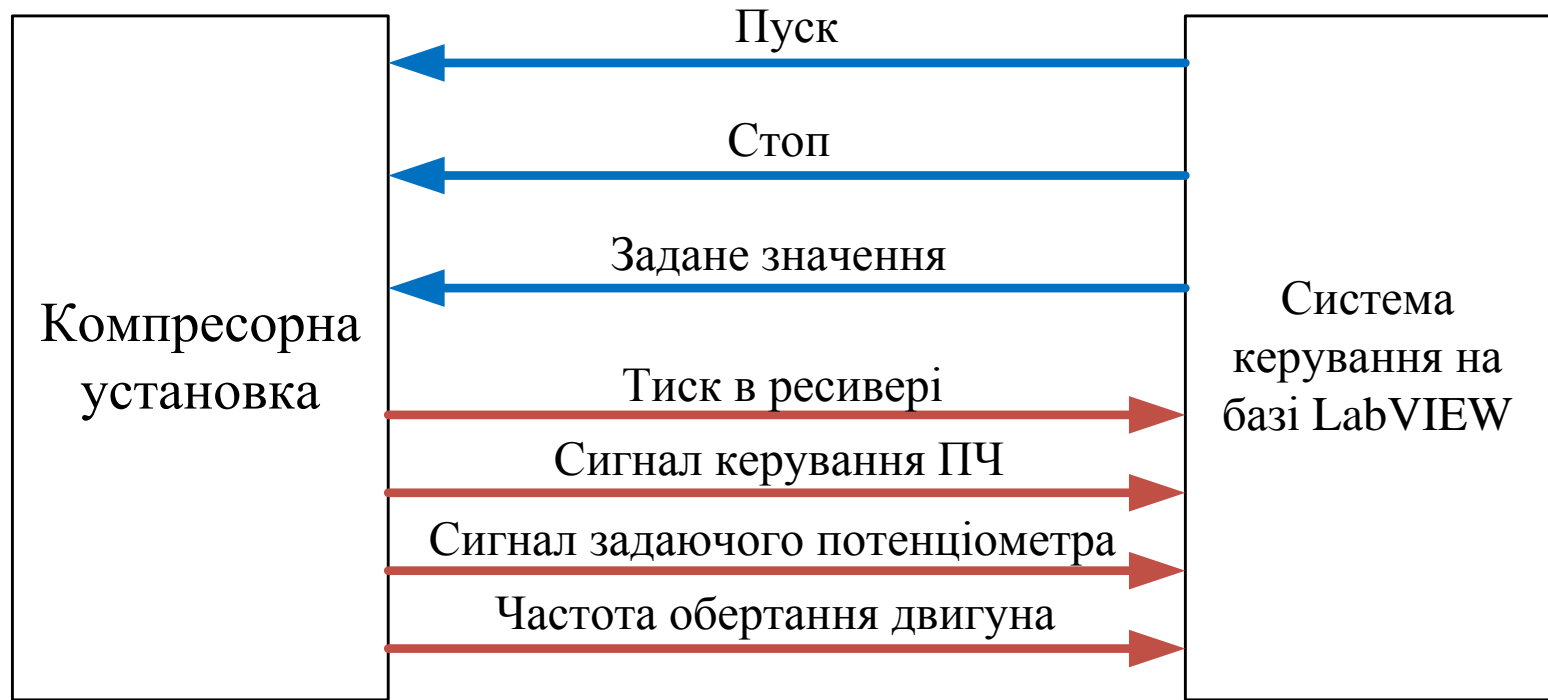 Пуск
Стоп
Задане значення
Компресорна
установка
Тиск в ресивері
Сигнал керування ПЧ
Сигнал задаючого потенціометра
Частота обертання двигуна
Система
керування на
базі LabVIEW